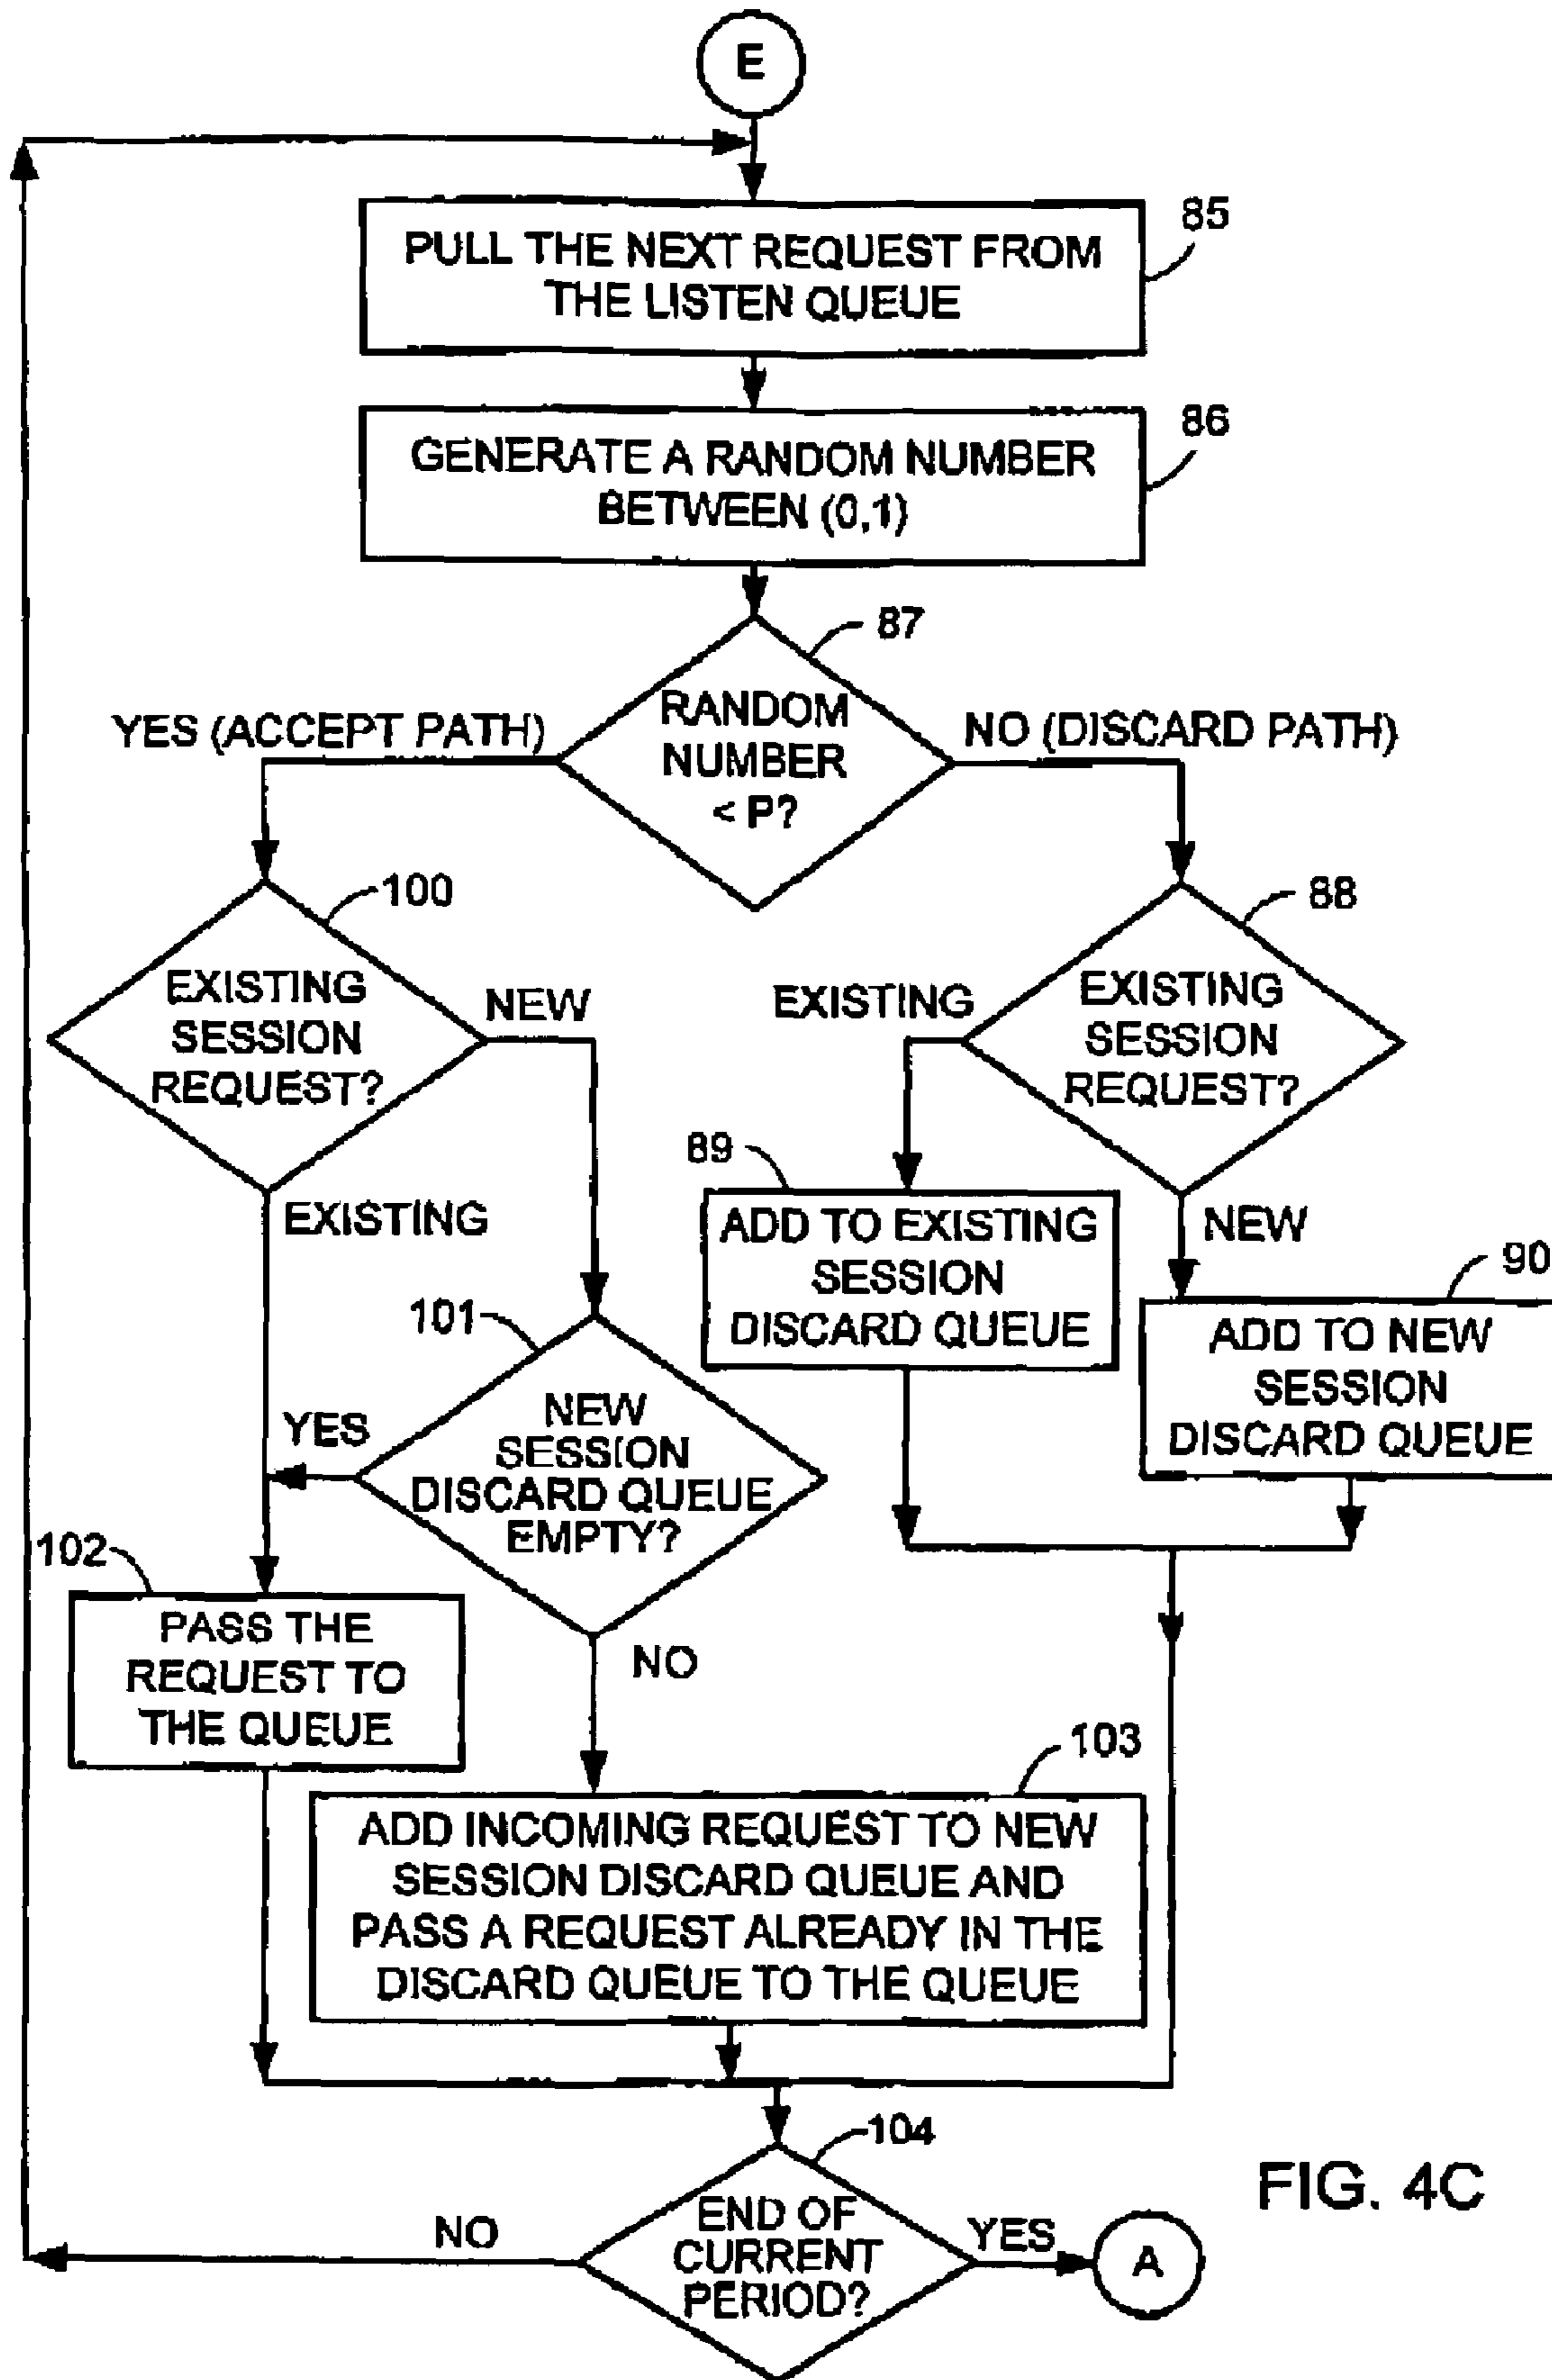 E
85
PULL THE NEXT REQUEST FROM
THE LISTEN QUEUE
86
GENERATE A RANDOM NUMBER
BETWEEN (0,1)
87
YES (ACCEPT PATH)
RANDOM
NUMBER
< P?
NO (DISCARD PATH)
100
EXISTING
SESSION
REQUEST?
NEW
EXISTING
88
EXISTING
EXISTING
SESSION
REQUEST?
NEW
89
ADD TO EXISTING
SESSION
DISCARD QUEUE
90
ADD TO NEW
SESSION
DISCARD QUEUE
101
YES
NEW
SESSION
DISCARD QUEUE
EMPTY?
NO
102
PASS THE
REQUEST TO
THE QUEUE
103
ADD INCOMING REQUEST TO NEW
SESSION DISCARD QUEUE AND
PASS A REQUEST ALREADY IN THE
DISCARD QUEUE TO THE QUEUE
104
NO
END OF
CURRENT
PERIOD?
YES
A
FIG. 4C